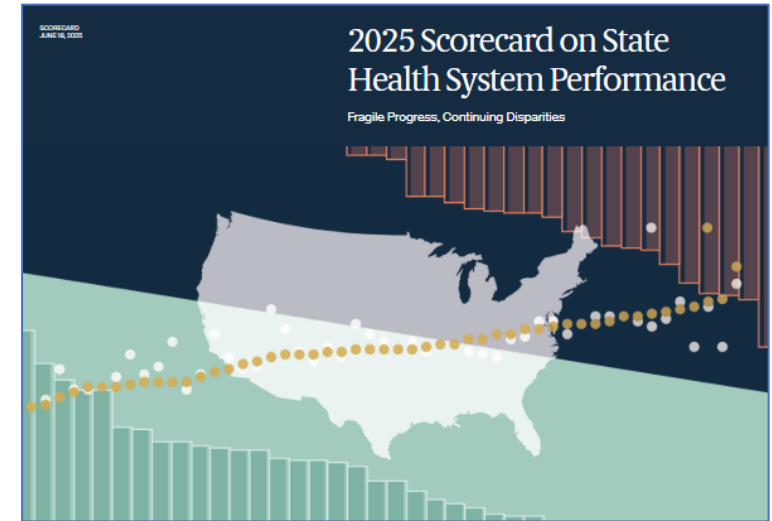 SCORECARD
JUNE 18, 2025
2025 Scorecard on State
Health System Performance
Fragile Progress, Continuing Disparities